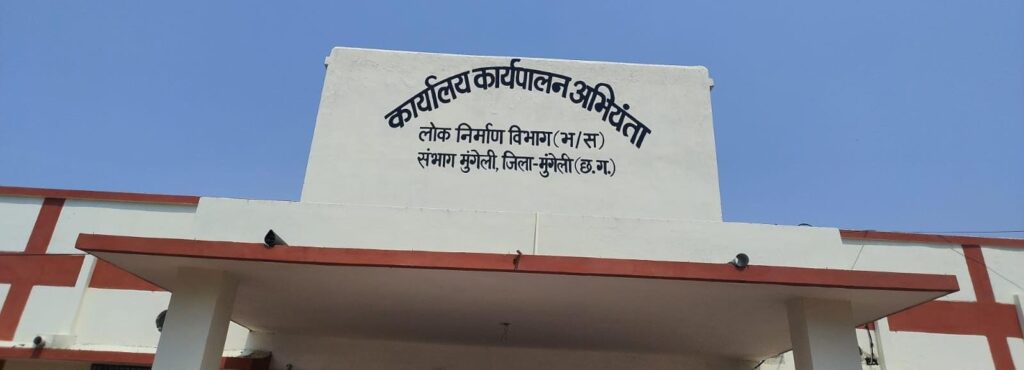 कार्यालय कार्यपालन अभियंता
लोक निर्माण विभाग(भ/स)
संभाग मुंगेली, जिला-मुंगेली(छ.ग.)